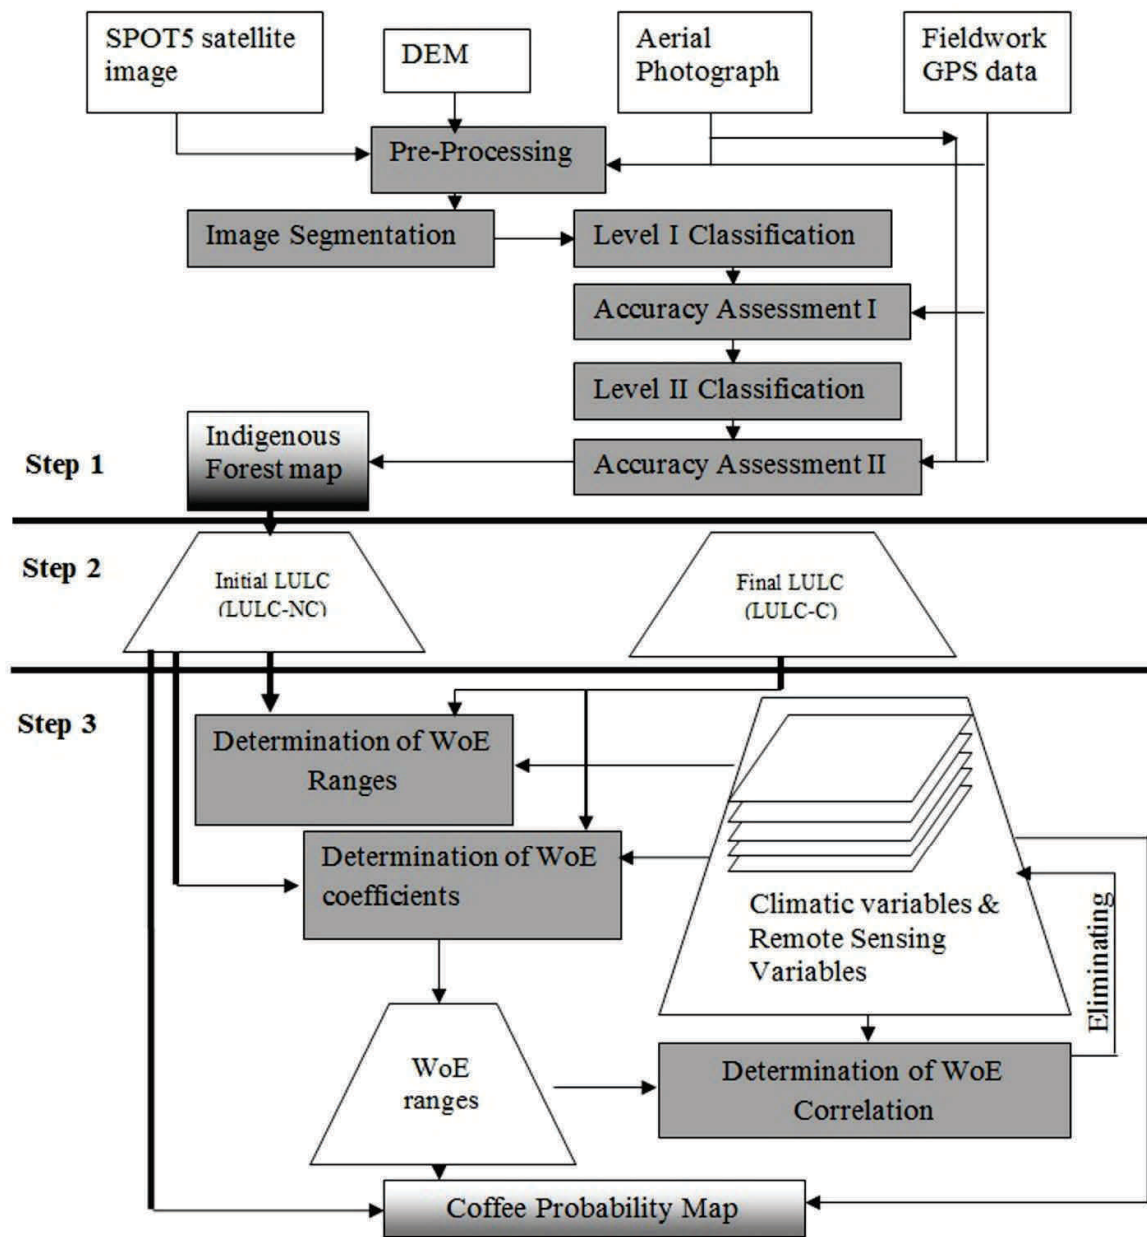 SPOT5 satellite
image
DEM
Aerial
Photograph
Fieldwork
GPS data
Pre-Processing
Image Segmentation
Level I Classification
Accuracy Assessment I
Level II Classification
Step 1
Indigenous
Forest map
Accuracy Assessment II
Step 2
Initial LULC
(LULC-NC)
Final LULC
(LULC-C)
Step 3
Determination of WoE
Ranges
Determination of WoE
coefficients
Climatic variables &
Remote Sensing
Variables
Eliminating
WoE
ranges
Determination of WoE
Correlation
Coffee Probability Map